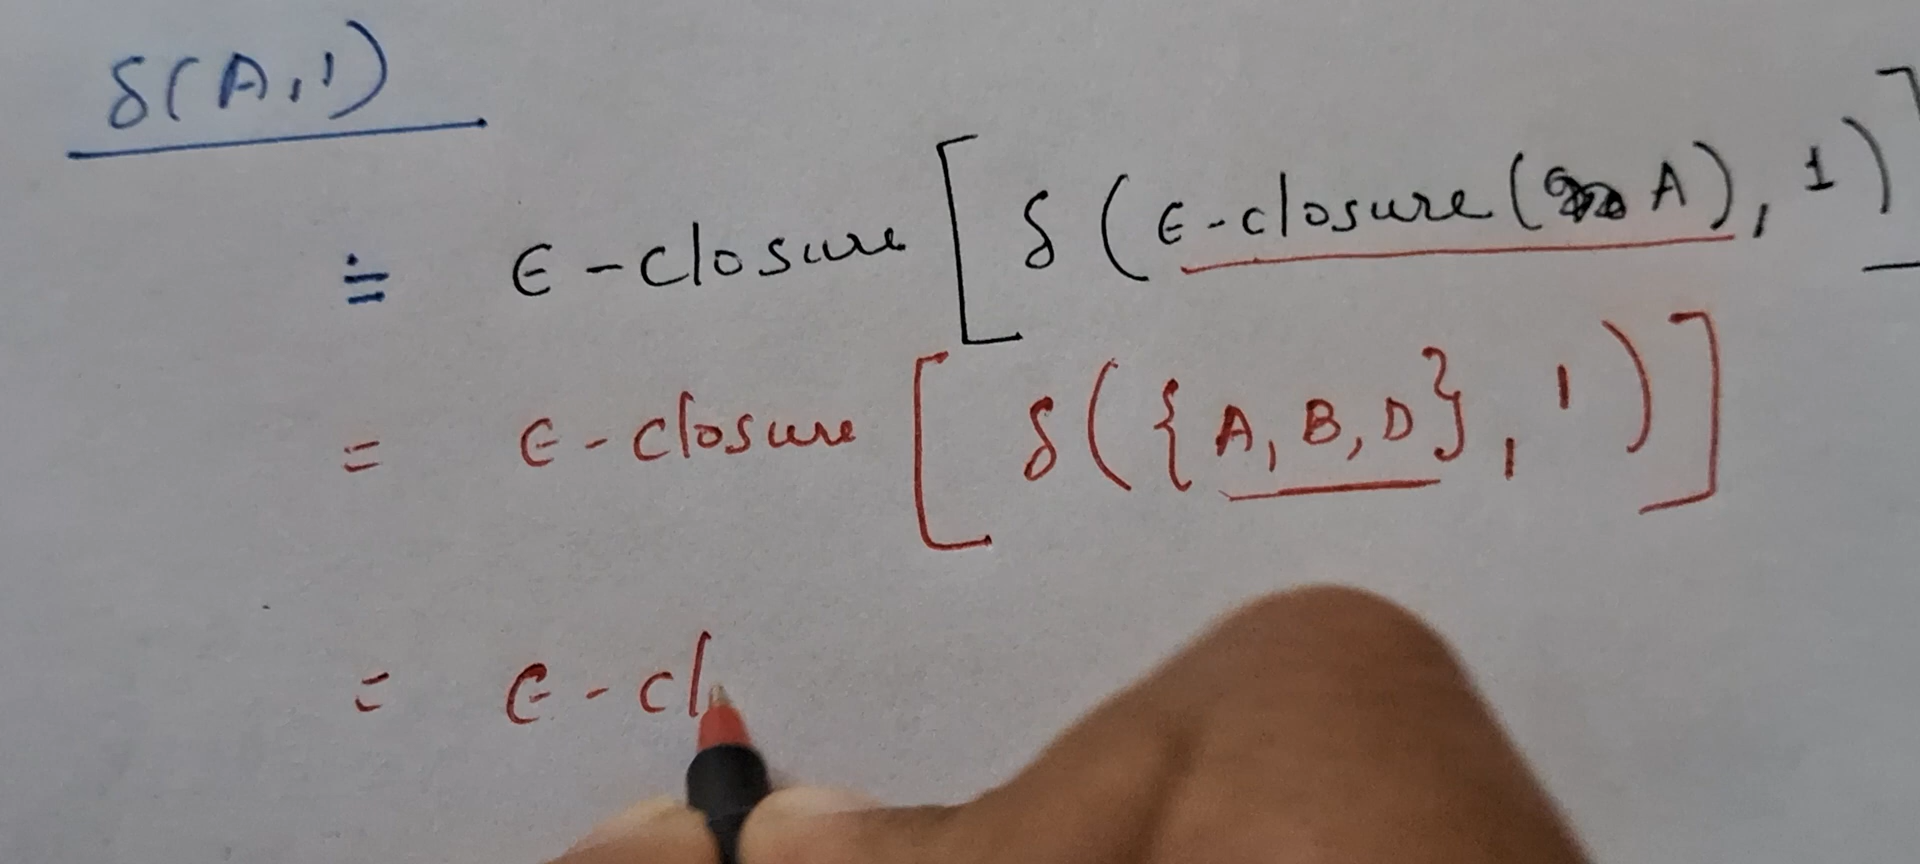 δ(A,1)
= ϵ-closure [ δ ( ϵ-closure ( A), 1 ) ]
= ϵ-closure [ δ ( { A, B, D } , 1 ) ]
= ϵ-cl